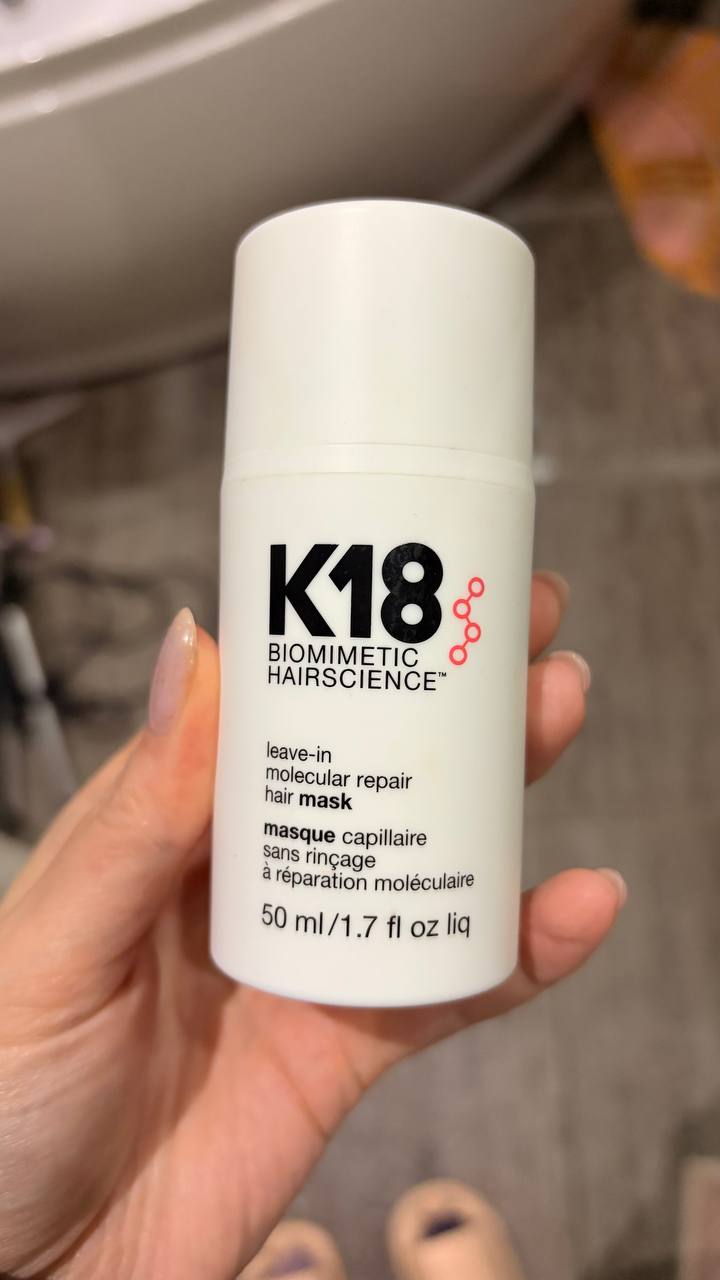 K18
BIOMIMETIC
HAIRSCIENCE™
leave-in
molecular repair
hair mask
masque capillaire
sans rinçage
à réparation moléculaire
50 ml/1.7 fl oz liq